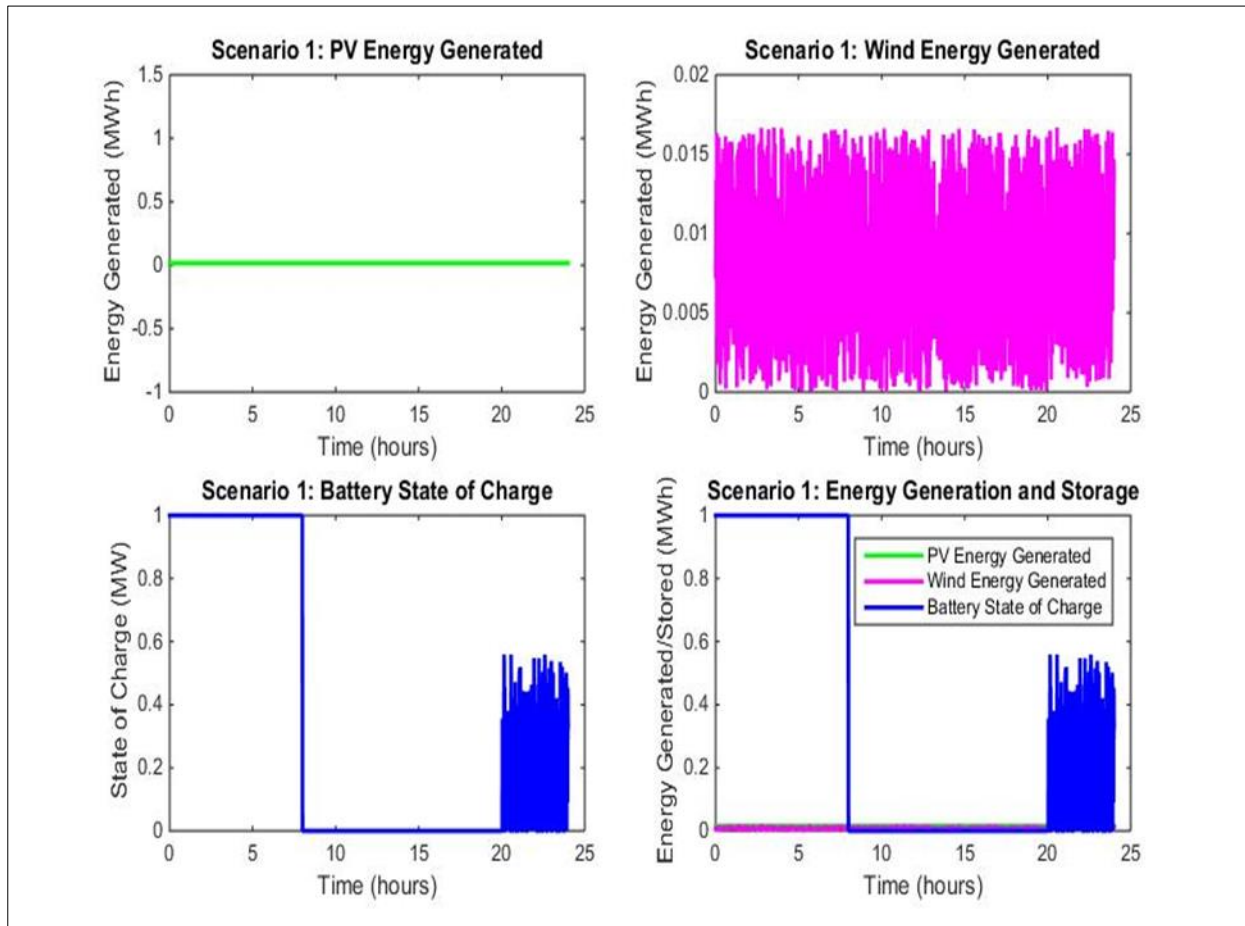 Scenario 1: PV Energy Generated
Energy Generated (MWh)
1.5
1
0.5
0
-0.5
-1
0 5 10 15 20 25
Time (hours)
Scenario 1: Wind Energy Generated
Energy Generated (MWh)
0.02
0.015
0.01
0.005
0
0 5 10 15 20 25
Time (hours)
Scenario 1: Battery State of Charge
State of Charge (MW)
1
0.8
0.6
0.4
0.2
0
0 5 10 15 20 25
Time (hours)
Scenario 1: Energy Generation and Storage
Energy Generated/Stored (MWh)
1
0.8
0.6
0.4
0.2
0
PV Energy Generated
Wind Energy Generated
Battery State of Charge
0 5 10 15 20 25
Time (hours)